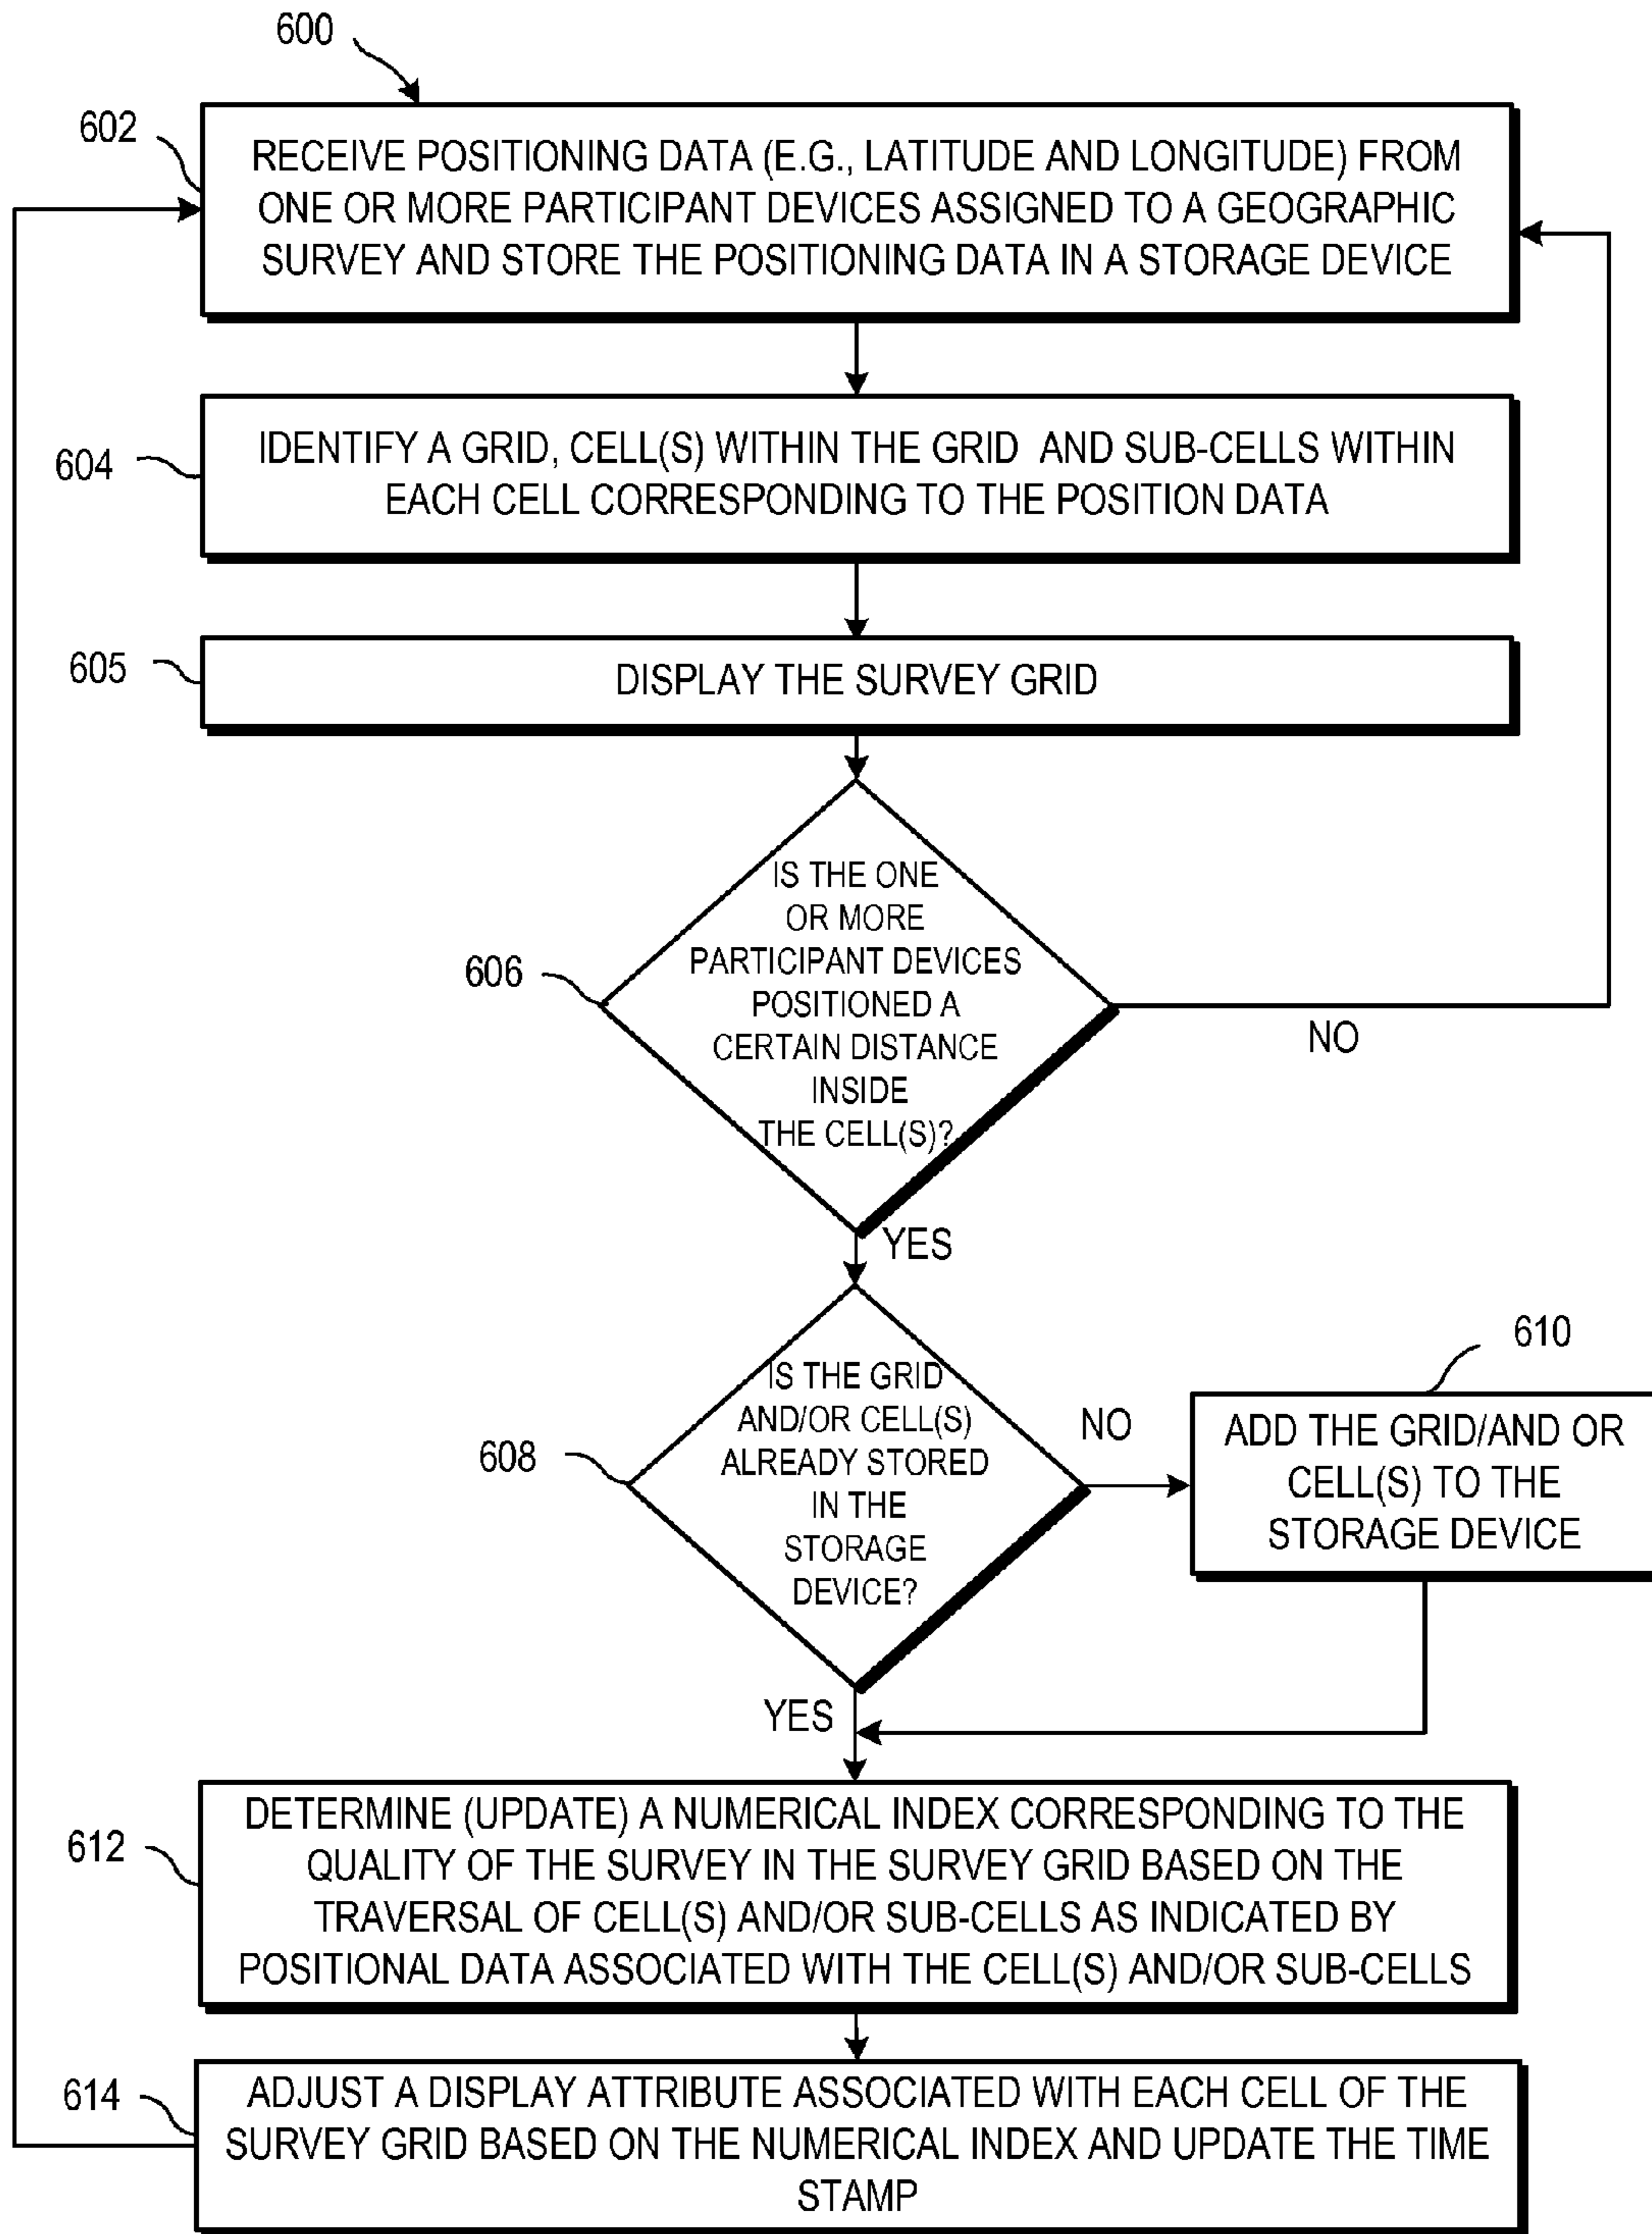 600
602
RECEIVE POSITIONING DATA (E.G., LATITUDE AND LONGITUDE) FROM
ONE OR MORE PARTICIPANT DEVICES ASSIGNED TO A GEOGRAPHIC
SURVEY AND STORE THE POSITIONING DATA IN A STORAGE DEVICE
604
IDENTIFY A GRID, CELL(S) WITHIN THE GRID AND SUB-CELLS WITHIN
EACH CELL CORRESPONDING TO THE POSITION DATA
605
DISPLAY THE SURVEY GRID
606
IS THE ONE
OR MORE
PARTICIPANT DEVICES
POSITIONED A
CERTAIN DISTANCE
INSIDE
THE CELL(S)?
NO
YES
608
IS THE GRID
AND/OR CELL(S)
ALREADY STORED
IN THE
STORAGE
DEVICE?
NO
610
ADD THE GRID/AND OR
CELL(S) TO THE
STORAGE DEVICE
YES
612
DETERMINE (UPDATE) A NUMERICAL INDEX CORRESPONDING TO THE
QUALITY OF THE SURVEY IN THE SURVEY GRID BASED ON THE
TRAVERSAL OF CELL(S) AND/OR SUB-CELLS AS INDICATED BY
POSITIONAL DATA ASSOCIATED WITH THE CELL(S) AND/OR SUB-CELLS
614
ADJUST A DISPLAY ATTRIBUTE ASSOCIATED WITH EACH CELL OF THE
SURVEY GRID BASED ON THE NUMERICAL INDEX AND UPDATE THE TIME
STAMP